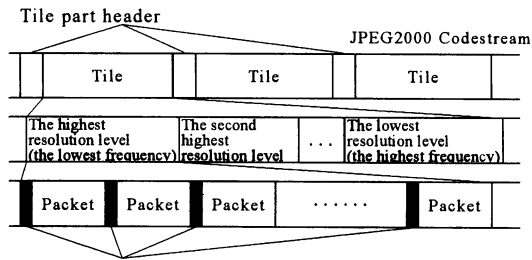 Tile part header
JPEG2000 Codestream
Tile
Tile
Tile
The highest
resolution level
(the lowest frequency)
The second
highest
resolution level
· · ·
The lowest
resolution level
(the highest frequency)
Packet
Packet
Packet
· · · · · ·
Packet